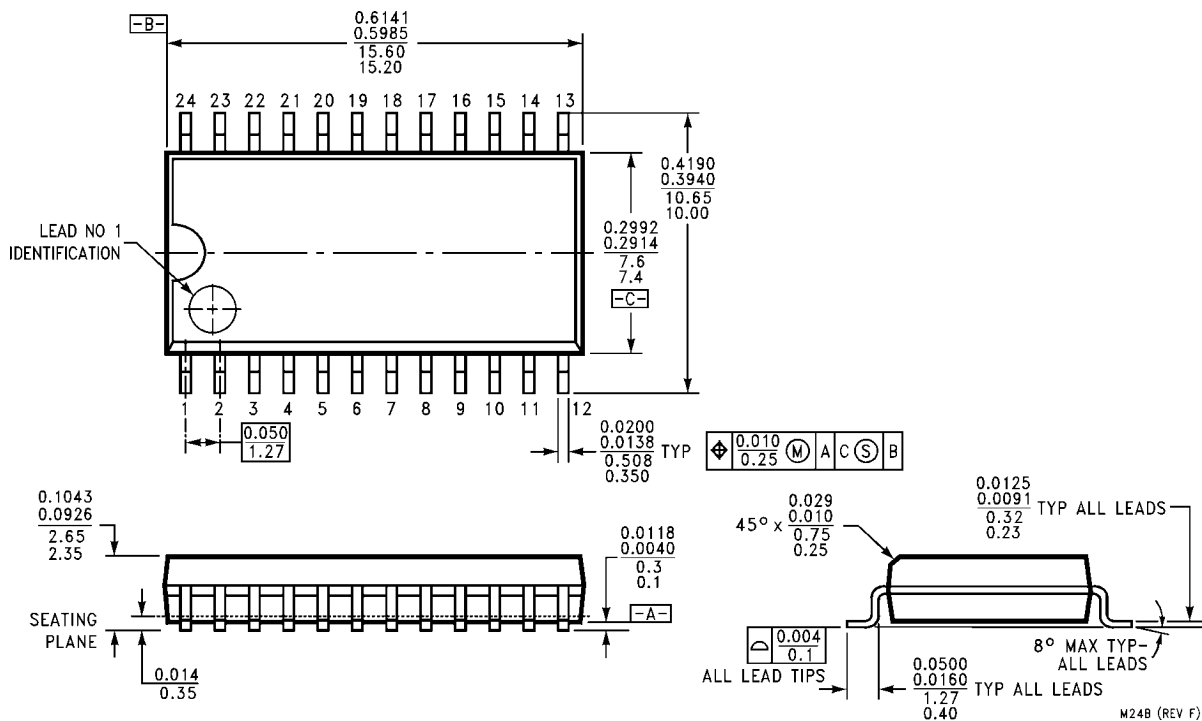 -B-
0.6141
0.5985
15.60
15.20
24 23 22 21 20 19 18 17 16 15 14 13
0.4190
0.3940
10.65
10.00
LEAD NO 1
IDENTIFICATION
0.2992
0.2914
7.6
7.4
-C-
1 2 3 4 5 6 7 8 9 10 11 12
0.050
1.27
0.0200
0.0138
0.508
0.350
TYP
⌖ 0.010 0.25 Ⓜ A C Ⓢ B
0.1043
0.0926
2.65
2.35
0.0118
0.0040
0.3
0.1
-A-
SEATING
PLANE
0.014
0.35
45° x
0.029
0.010
0.75
0.25
0.0125
0.0091
0.32
0.23
TYP ALL LEADS
0.004
0.1
ALL LEAD TIPS
8° MAX TYP-
ALL LEADS
0.0500
0.0160
1.27
0.40
TYP ALL LEADS
M24B (REV F)